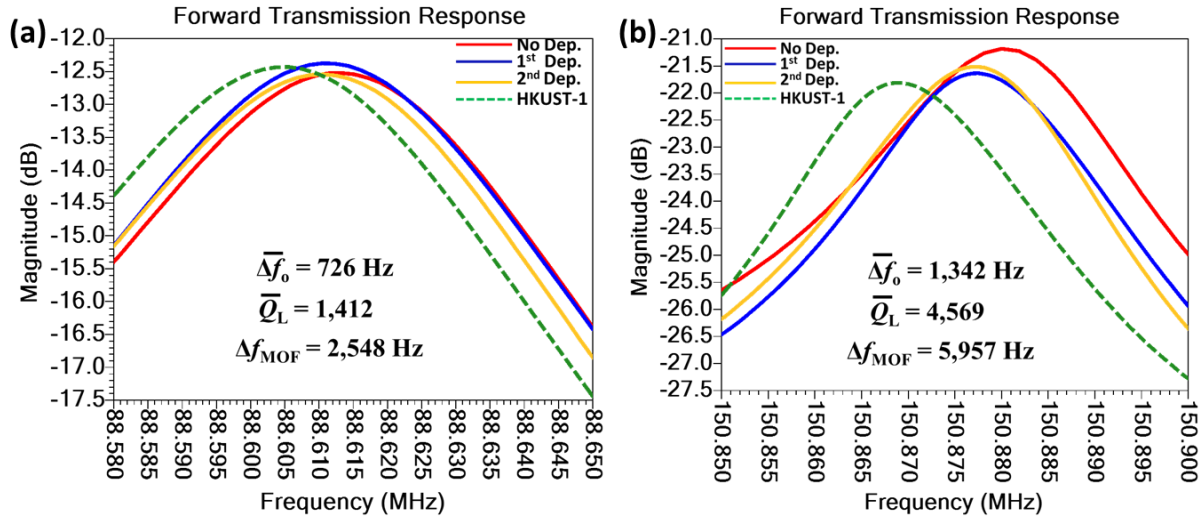 (a)
Forward Transmission Response
-12.0
-12.5
-13.0
-13.5
-14.0
-14.5
-15.0
-15.5
-16.0
-16.5
-17.0
-17.5
Magnitude (dB)
No Dep.
1st Dep.
2nd Dep.
HKUST-1
Δf̅o = 726 Hz
Q̅L = 1,412
ΔfMOF = 2,548 Hz
88.580
88.585
88.590
88.595
88.600
88.605
88.610
88.615
88.620
88.625
88.630
88.635
88.640
88.645
88.650
Frequency (MHz)
(b)
Forward Transmission Response
-21.0
-21.5
-22.0
-22.5
-23.0
-23.5
-24.0
-24.5
-25.0
-25.5
-26.0
-26.5
-27.0
-27.5
Magnitude (dB)
No Dep.
1st Dep.
2nd Dep.
HKUST-1
Δf̅o = 1,342 Hz
Q̅L = 4,569
ΔfMOF = 5,957 Hz
150.850
150.855
150.860
150.865
150.870
150.875
150.880
150.885
150.890
150.895
150.900
Frequency (MHz)